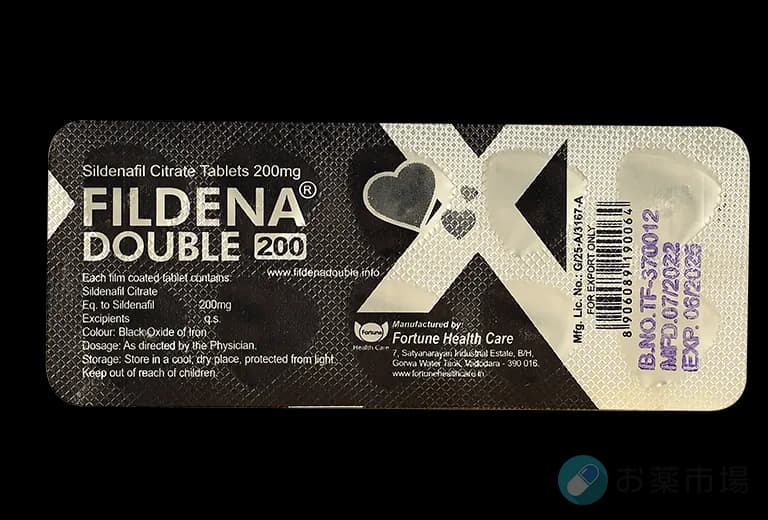 Sildenafil Citrate Tablets 200mg
FILDENA®
DOUBLE 200
www.fildenadouble.info
Each film coated tablet contains:
Sildenafil Citrate
Eq. to Sildenafil 200mg
Excipients q.s.
Colour: Black Oxide of Iron
Dosage: As directed by the Physician.
Storage: Store in a cool, dry place, protected from light.
Keep out of reach of children.
X
fortune
Health Care
Manufactured by:
Fortune Health Care
7, Satyanarayan Industrial Estate, B/H,
Gorwa Water Tank, Vadodara - 390 016.
www.fortunehealthcare.in
Mfg. Lic. No.: G/25-A/3167-A
FOR EXPORT ONLY
8 906089 190064
B.NO.TF-370012
MFD.07/2022
EXP. 06/2025
お薬市場